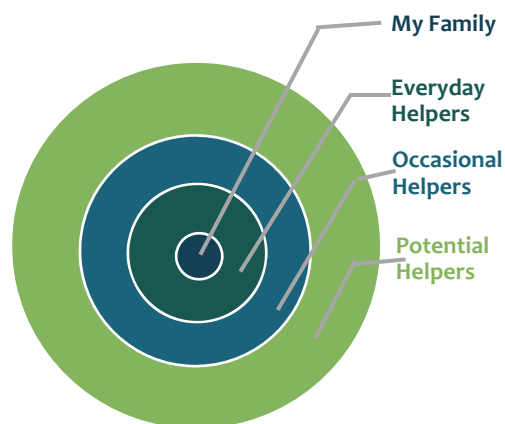 My Family
Everyday
Helpers
Occasional
Helpers
Potential
Helpers